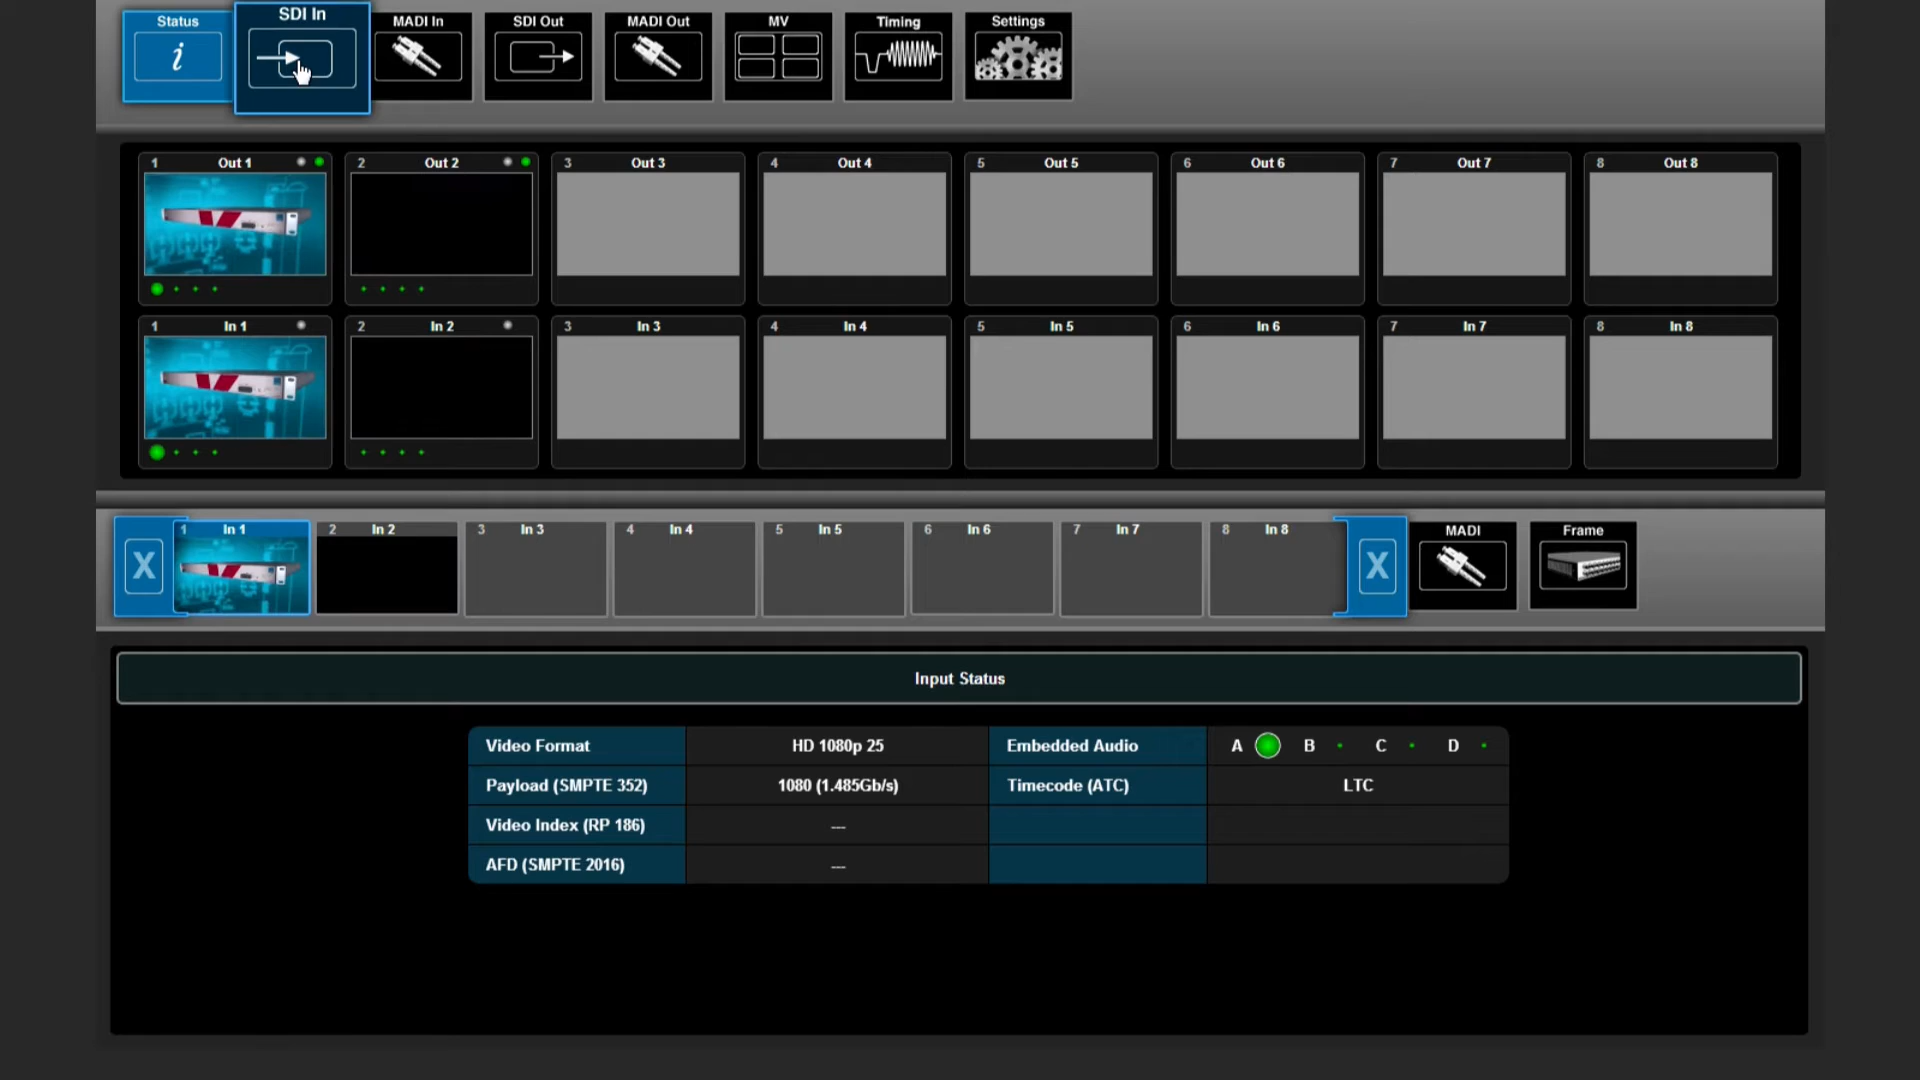 Status SDI In MADI In SDI Out MADI Out MV Timing Settings
i
1 Out 1 2 Out 2 3 Out 3 4 Out 4 5 Out 5 6 Out 6 7 Out 7 8 Out 8
1 In 1 2 In 2 3 In 3 4 In 4 5 In 5 6 In 6 7 In 7 8 In 8
1 In 1 2 In 2 3 In 3 4 In 4 5 In 5 6 In 6 7 In 7 8 In 8 MADI Frame
X X
Input Status
Video Format HD 1080p 25 Embedded Audio A B C D
Payload (SMPTE 352) 1080 (1.485Gb/s) Timecode (ATC) LTC
Video Index (RP 186) ---
AFD (SMPTE 2016) ---